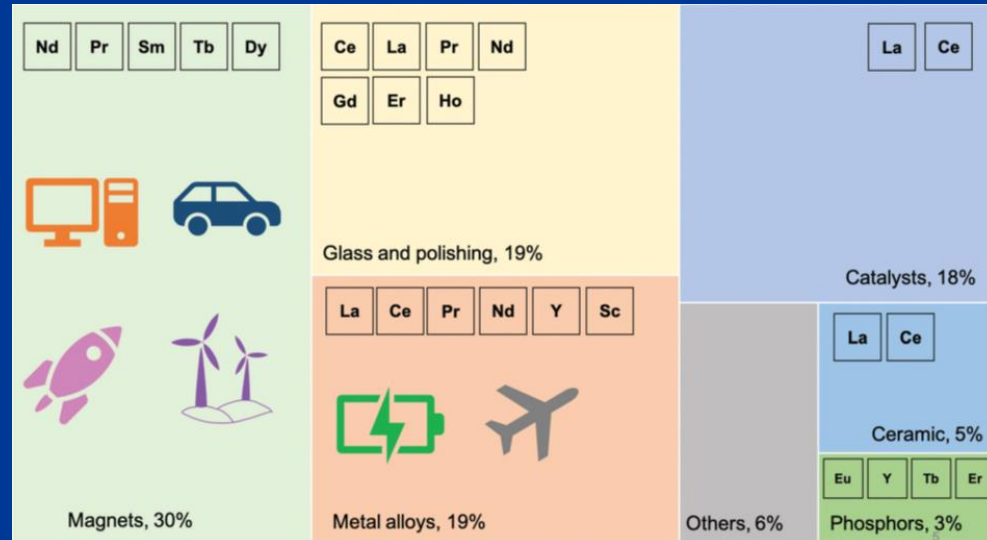 Nd Pr Sm Tb Dy
Magnets, 30%
Ce La Pr Nd
Gd Er Ho
Glass and polishing, 19%
La Ce Pr Nd Y Sc
Metal alloys, 19%
La Ce
Catalysts, 18%
Others, 6%
La Ce
Ceramic, 5%
Eu Y Tb Er
Phosphors, 3%
5